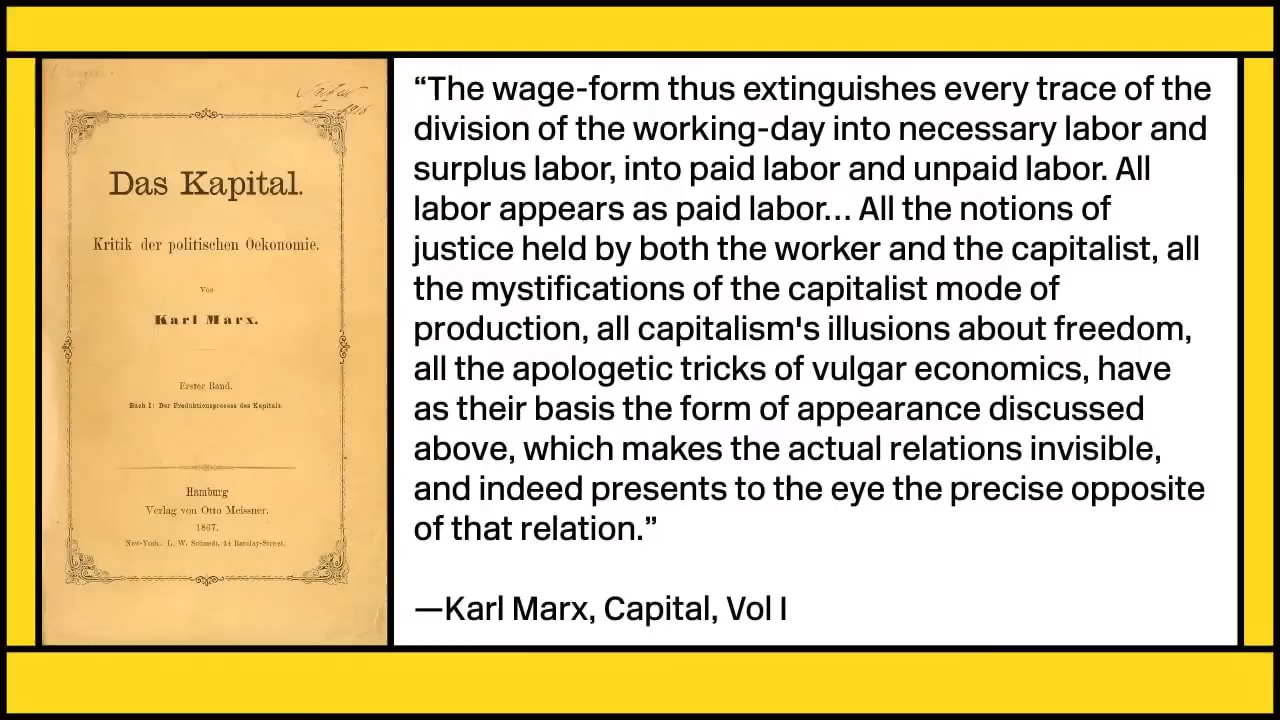 Das Kapital.
Kritik der politischen Oekonomie.
Von
Karl Marx.
Erster Band.
Buch I: Der Produktionsprocess des Kapitals.
Hamburg
Verlag von Otto Meissner.
1867.
New-York: L. W. Schmidt, 24 Barclay-Street.
“The wage-form thus extinguishes every trace of the
division of the working-day into necessary labor and
surplus labor, into paid labor and unpaid labor. All
labor appears as paid labor... All the notions of
justice held by both the worker and the capitalist, all
the mystifications of the capitalist mode of
production, all capitalism's illusions about freedom,
all the apologetic tricks of vulgar economics, have
as their basis the form of appearance discussed
above, which makes the actual relations invisible,
and indeed presents to the eye the precise opposite
of that relation.”
—Karl Marx, Capital, Vol I